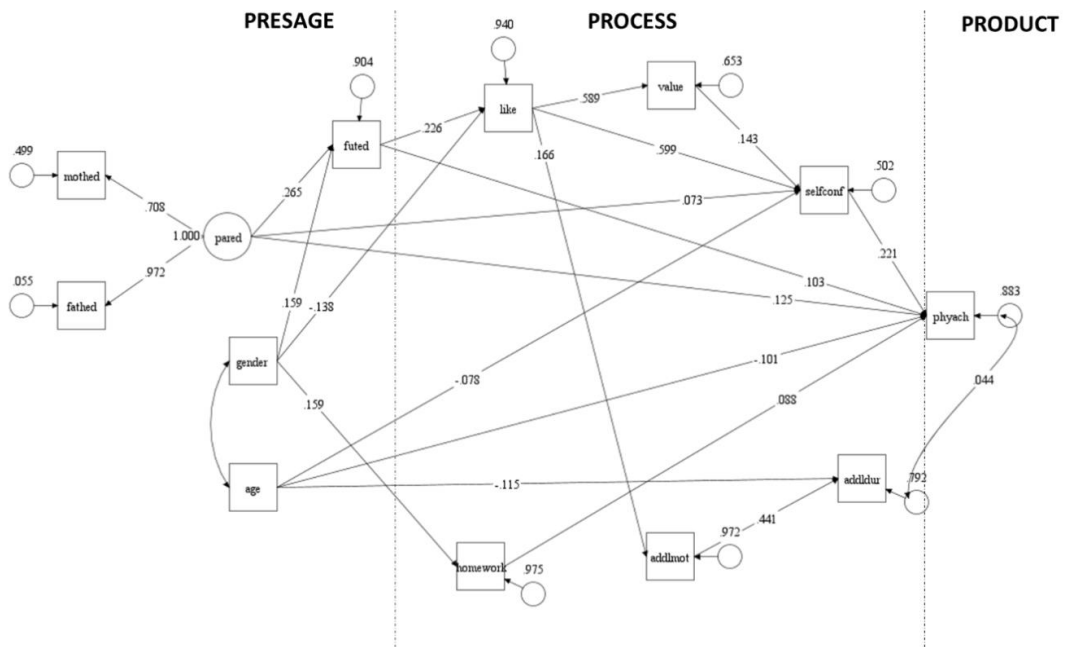 PRESAGE
PROCESS
PRODUCT
.940
.904
.653
like
value
.589
.226
futed
.143
.166
.599
.499
.502
mothed
.265
selfconf
.708
.073
1.000
pared
.221
.972
.055
.103
fathed
.159
-.138
.125
phyach
.883
gender
-.101
.044
-.078
.159
.088
age
-.115
addldur
.792
.441
.972
addlmot
homework
.975